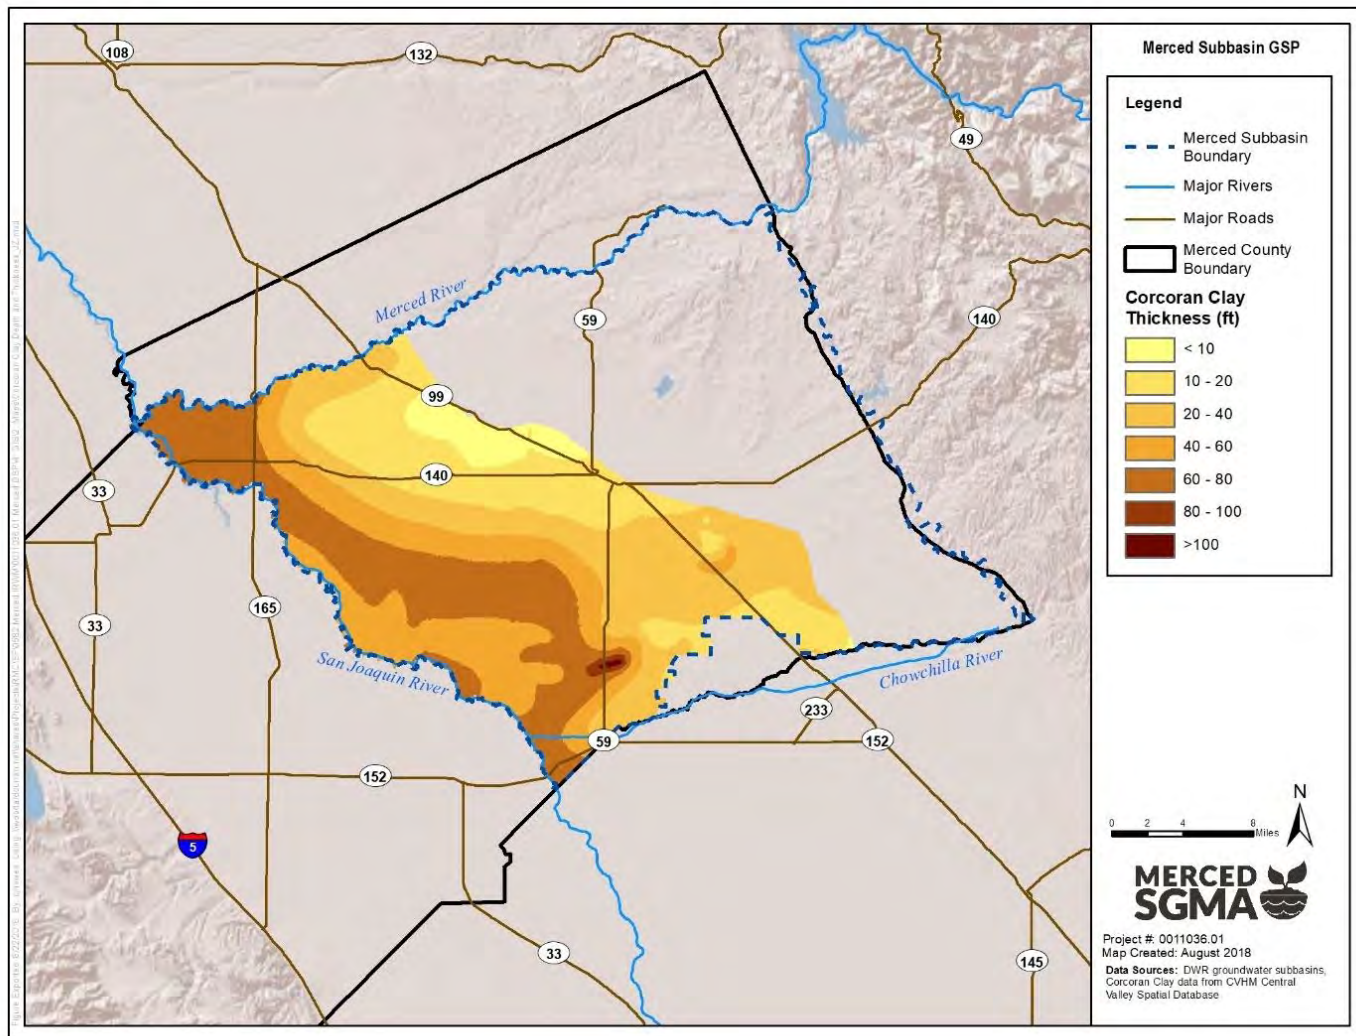 Merced Subbasin GSP
Legend
Merced Subbasin
Boundary
Major Rivers
Major Roads
Merced County
Boundary
Corcoran Clay
Thickness (ft)
< 10
10 - 20
20 - 40
40 - 60
60 - 80
80 - 100
>100
108
132
49
Merced River
59
140
99
140
33
165
33
San Joaquin River
Chowchilla River
233
59
152
152
5
33
145
N
0 2 4 8
Miles
MERCED
SGMA
Project #: 0011036.01
Map Created: August 2018
Data Sources: DWR groundwater subbasins,
Corcoran Clay data from CVHM Central
Valley Spatial Database